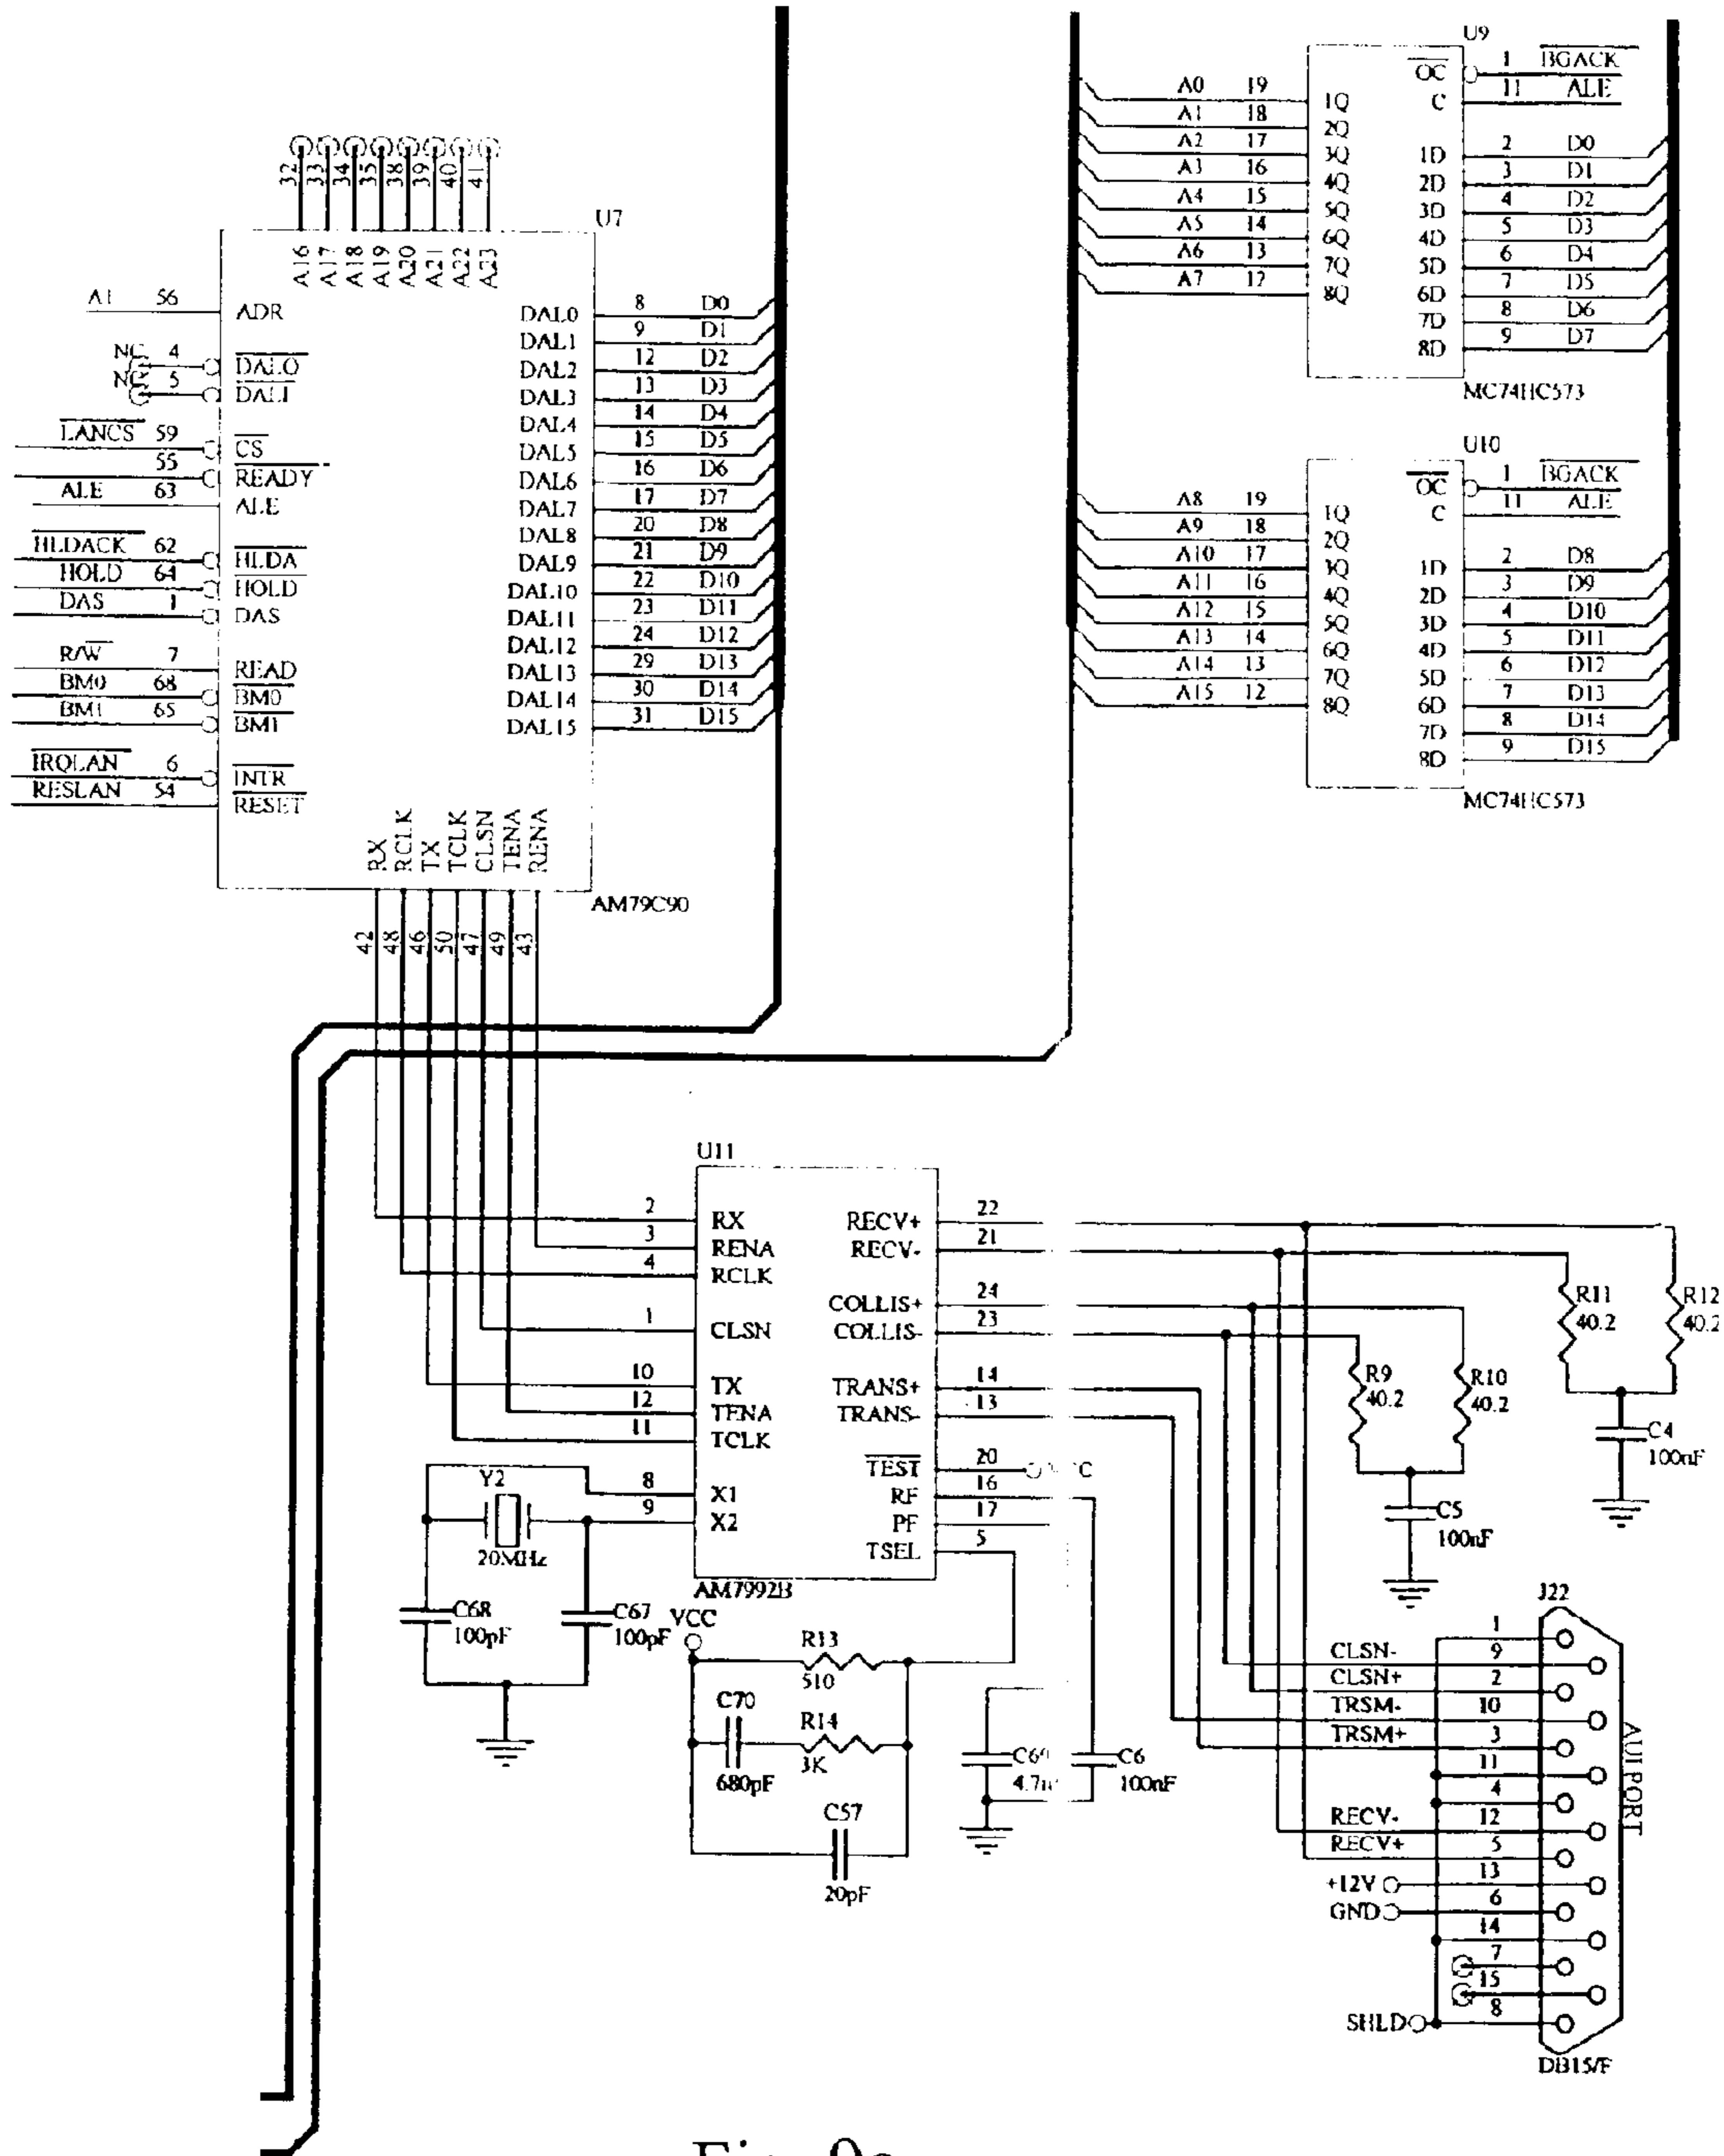 U7
32 33 34 35 38 39 40 41
A16 A17 A18 A19 A20 A21 A22 A23
A1 56 ADR
NC 4 DALO
NC 5 DALI
LANCS 59 CS
55 READY
ALE 63 ALE
HLDACK 62 HLDA
HOLD 64 HOLD
DAS 1 DAS
R/W 7 READ
BM0 68 BM0
BM1 65 BM1
IRQLAN 6 INTR
RESLAN 54 RESET
DAL0 8 D0
DAL1 9 D1
DAL2 12 D2
DAL3 13 D3
DAL4 14 D4
DAL5 15 D5
DAL6 16 D6
DAL7 17 D7
DAL8 20 D8
DAL9 21 D9
DAL10 22 D10
DAL11 23 D11
DAL12 24 D12
DAL13 29 D13
DAL14 30 D14
DAL15 31 D15
RX RCLK TX TCLK CLSN TENA RENA
AM79C90
42 48 46 50 47 49 43
U9
OC 1 BGACK
C 11 ALE
A0 19 1Q
A1 18 2Q
A2 17 3Q
A3 16 4Q
A4 15 5Q
A5 14 6Q
A6 13 7Q
A7 12 8Q
1D 2 D0
2D 3 D1
3D 4 D2
4D 5 D3
5D 6 D4
6D 7 D5
7D 8 D6
8D 9 D7
MC74HC573
U10
OC 1 BGACK
C 11 ALE
A8 19 1Q
A9 18 2Q
A10 17 3Q
A11 16 4Q
A12 15 5Q
A13 14 6Q
A14 13 7Q
A15 12 8Q
1D 2 D8
2D 3 D9
3D 4 D10
4D 5 D11
5D 6 D12
6D 7 D13
7D 8 D14
8D 9 D15
MC74HC573
U11
2 RX
3 RENA
4 RCLK
1 CLSN
10 TX
12 TENA
11 TCLK
8 X1
9 X2
RECV+ 22
RECV- 21
COLLIS+ 24
COLLIS- 23
TRANS+ 14
TRANS- 13
TEST 20
RF 16
PF 17
TSEL 5
AM7992B
Y2
20MHz
C68
100pF
C67
100pF
VCC
R13
510
C70
680pF
R14
3K
C57
20pF
C6
100nF
R9
40.2
R10
40.2
R11
40.2
R12
40.2
C4
100nF
C5
100nF
J22
1
CLSN- 9
CLSN+ 2
TRSM- 10
TRSM+ 3
11
4
RECV- 12
RECV+ 5
+12V 13
GND 6
14
7
15
SHLD 8
AUI PORT
DB15/F